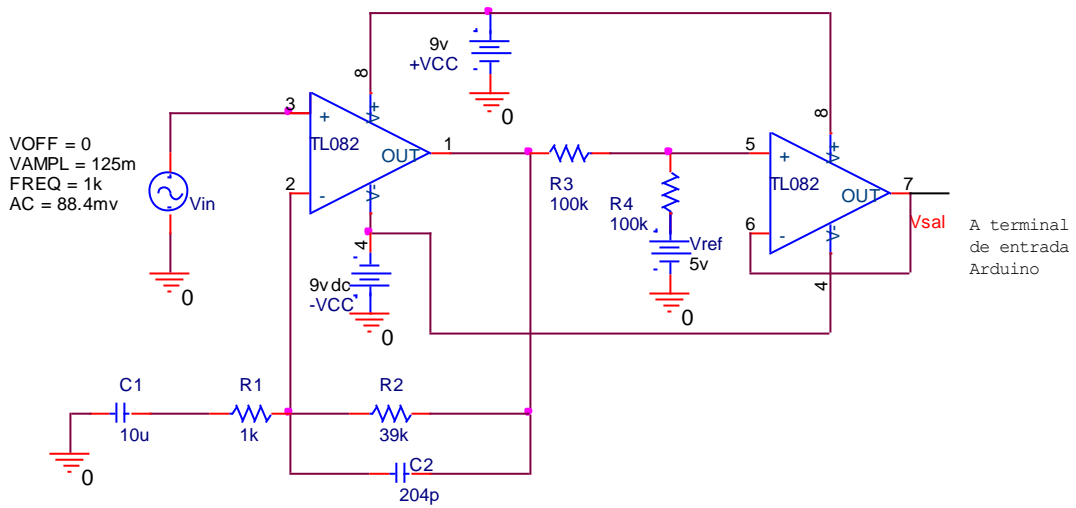 9v
+VCC
0
8
3
+
V+
TL082
OUT
1
2
-
V-
4
VOFF = 0
VAMPL = 125m
FREQ = 1k
AC = 88.4mv
Vin
0
9v dc
-VCC
0
R3
100k
R4
100k
Vref
5v
0
8
5
+
V+
TL082
OUT
7
6
-
V-
4
Vsal
A terminal
de entrada
Arduino
C1
10u
0
R1
1k
R2
39k
C2
204p